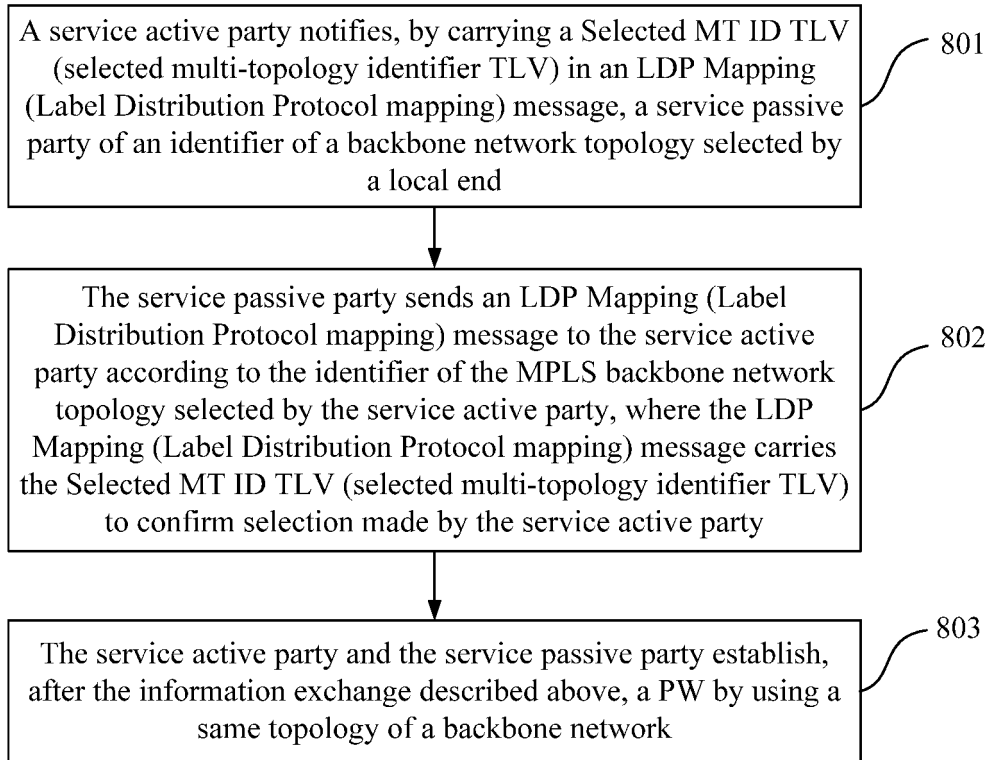 A service active party notifies, by carrying a Selected MT ID TLV
(selected multi-topology identifier TLV) in an LDP Mapping
(Label Distribution Protocol mapping) message, a service passive
party of an identifier of a backbone network topology selected by
a local end
801
The service passive party sends an LDP Mapping (Label
Distribution Protocol mapping) message to the service active
party according to the identifier of the MPLS backbone network
topology selected by the service active party, where the LDP
Mapping (Label Distribution Protocol mapping) message carries
the Selected MT ID TLV (selected multi-topology identifier TLV)
to confirm selection made by the service active party
802
The service active party and the service passive party establish,
after the information exchange described above, a PW by using a
same topology of a backbone network
803